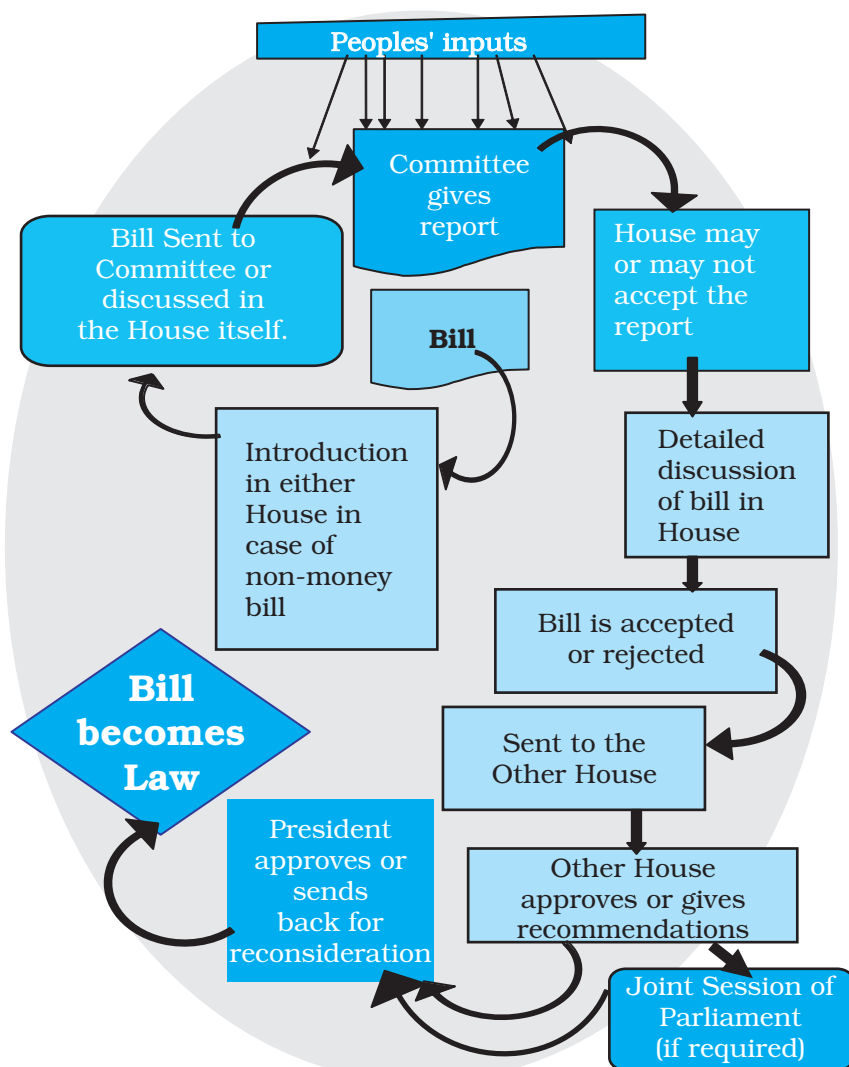 Peoples' inputs
Committee
gives
report
Bill Sent to
Committee or
discussed in
the House itself.
House may
or may not
accept the
report
Bill
Introduction
in either
House in
case of
non-money
bill
Detailed
discussion
of bill in
House
Bill is accepted
or rejected
Sent to the
Other House
Other House
approves or gives
recommendations
Joint Session of
Parliament
(if required)
President
approves or
sends
back for
reconsideration
Bill
becomes
Law